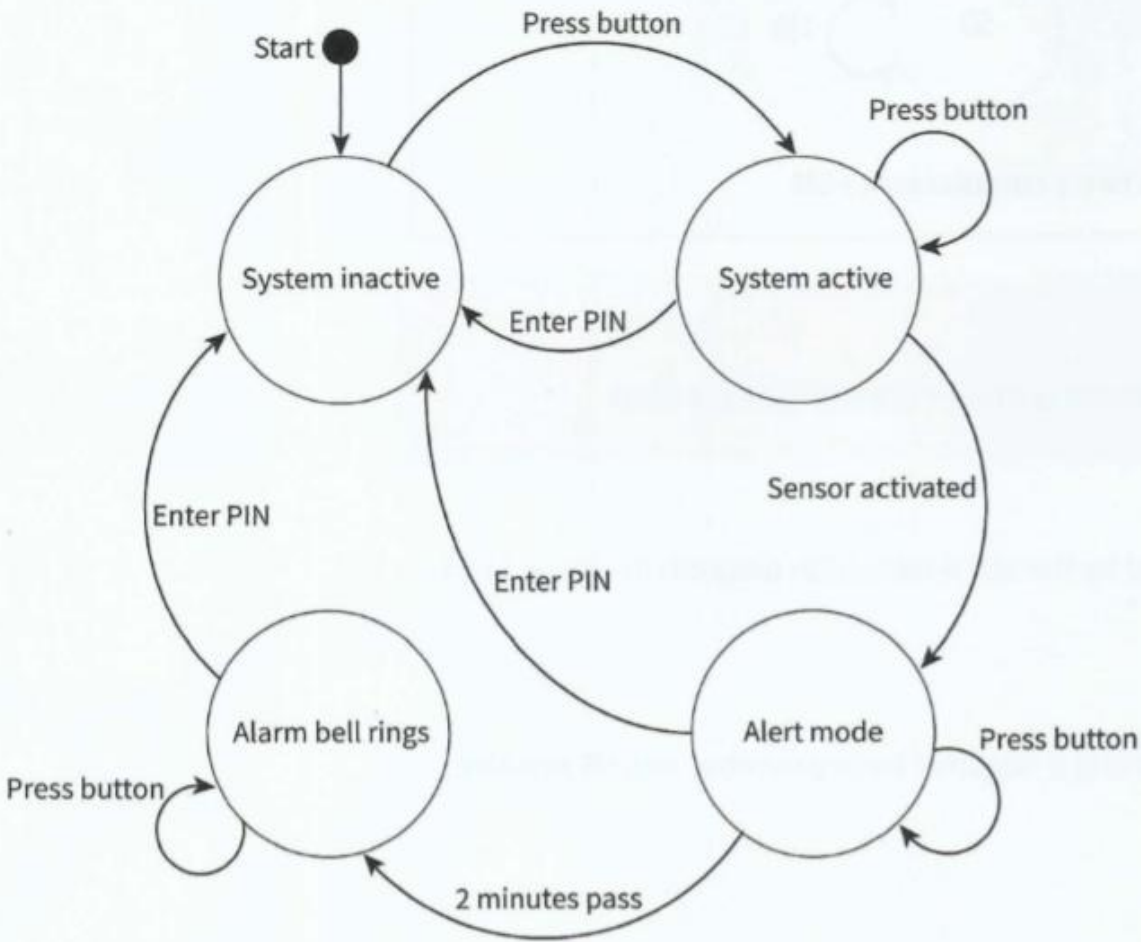 Press button
Start
Press button
System inactive
System active
Enter PIN
Sensor activated
Enter PIN
Enter PIN
Alarm bell rings
Alert mode
Press button
Press button
2 minutes pass